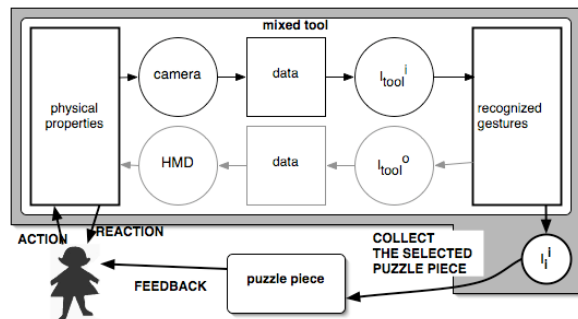 mixed tool
physical
properties
camera
data
I tool i
recognized
gestures
HMD
data
I tool o
ACTION
REACTION
COLLECT
THE SELECTED
PUZZLE PIECE
I i i
puzzle piece
FEEDBACK